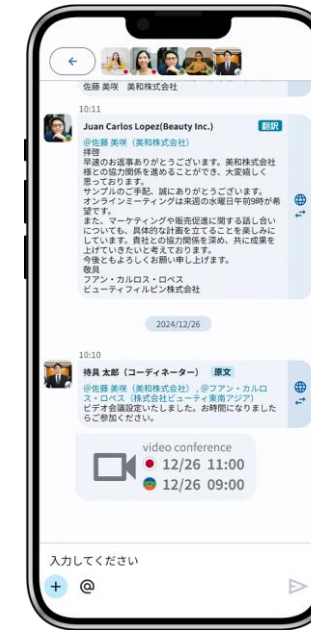 佐藤 美咲　美和株式会社
10:11
Juan Carlos Lopez(Beauty Inc.)
翻訳
@佐藤 美咲（美和株式会社）
拝啓
早速のお返事ありがとうございます。美和株式会社
様との協力関係を進めることができ、大変嬉しく
思っております。
サンプルのご手配、誠にありがとうございます。
オンラインミーティングは来週の水曜日午前9時が希
望です。
また、マーケティングや販売促進に関する話し合い
についても、具体的な計画を立てることを楽しみに
しています。貴社との協力関係を深め、共に成果を
上げていきたいと考えております。
今後ともよろしくお願い申し上げます。
敬具
フアン・カルロス・ロペス
ビューティフィルピン株式会社
2024/12/26
10:10
待具 太郎（コーディネーター）
原文
@佐藤 美咲（美和株式会社）,@フアン・カルロ
ス・ロペス（株式会社ビューティ東南アジア）
ビデオ会議設定いたしました。お時間になりました
らご参加ください。
video conference
12/26 11:00
12/26 09:00
入力してください
+ @